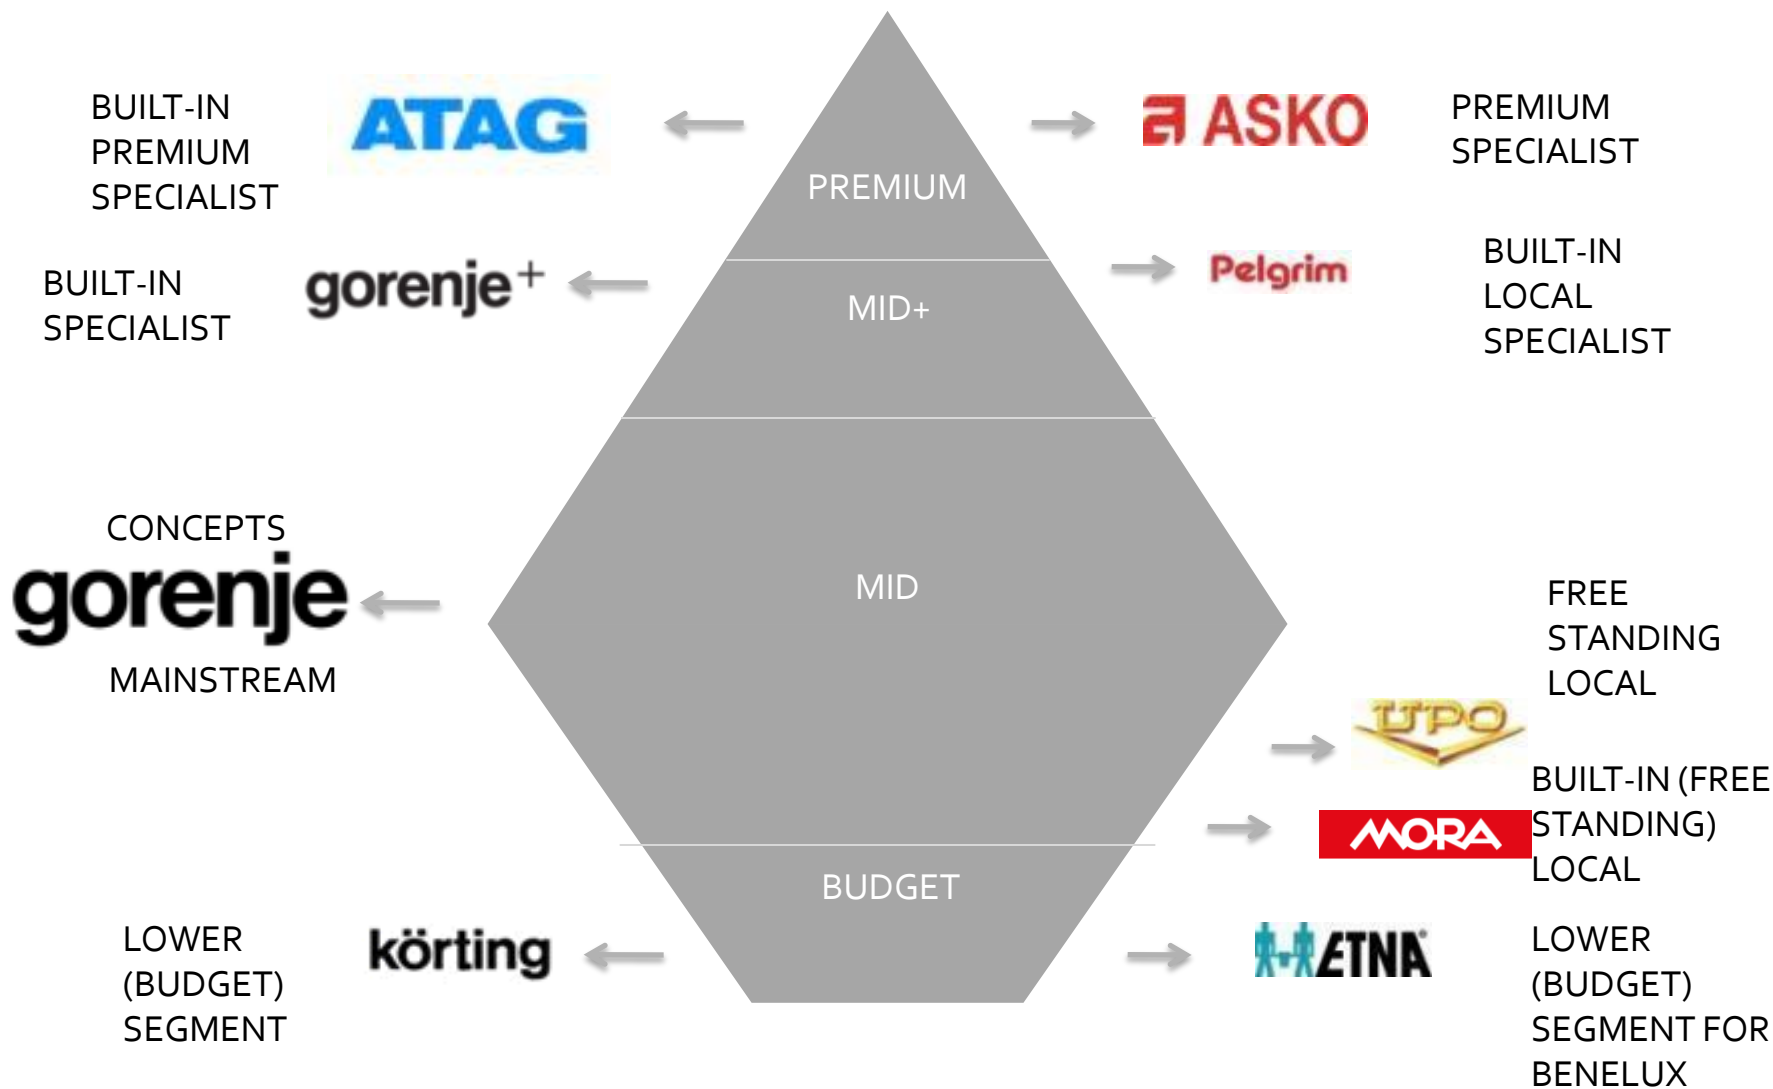 BUILT-IN
PREMIUM
SPECIALIST
ATAG
ASKO
PREMIUM
SPECIALIST
PREMIUM
BUILT-IN
SPECIALIST
gorenje+
MID+
Pelgrim
BUILT-IN
LOCAL
SPECIALIST
CONCEPTS
gorenje
MAINSTREAM
MID
FREE
STANDING
LOCAL
UPO
MORA
BUILT-IN (FREE
STANDING)
LOCAL
BUDGET
LOWER
(BUDGET)
SEGMENT
körting
ETNA®
LOWER
(BUDGET)
SEGMENT FOR
BENELUX